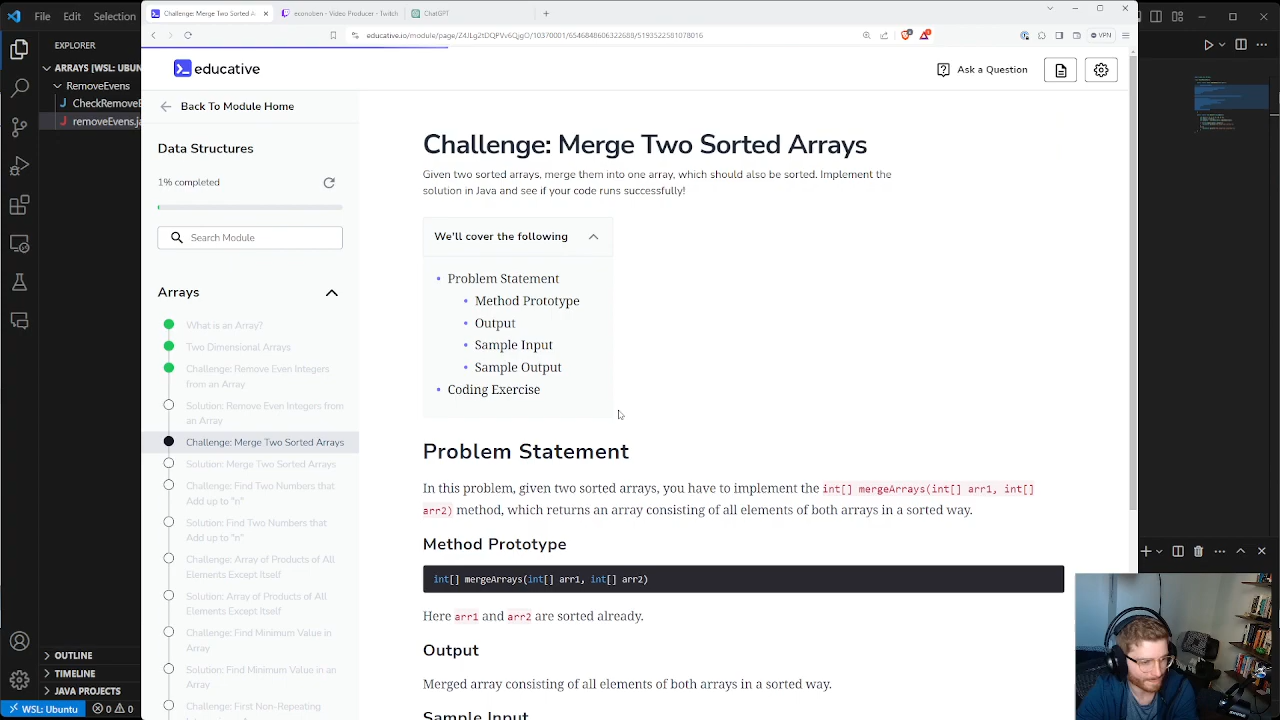 File
Edit
Selection
Challenge: Merge Two Sorted A
econoben - Video Producer - Twitch
ChatGPT
educative.io/module/page/Z4JLg2tDQPVv6QjgO/10370001/6546848606322688/5193522581078016
VPN
EXPLORER
ARRAYS [WSL: UBUN
RemoveEvens
CheckRemoveE
removeEvens.ja
OUTLINE
TIMELINE
JAVA PROJECTS
WSL: Ubuntu
0
0
educative
Ask a Question
Back To Module Home
Data Structures
1% completed
Search Module
Arrays
What is an Array?
Two Dimensional Arrays
Challenge: Remove Even Integers
from an Array
Solution: Remove Even Integers from
an Array
Challenge: Merge Two Sorted Arrays
Solution: Merge Two Sorted Arrays
Challenge: Find Two Numbers that
Add up to "n"
Solution: Find Two Numbers that
Add up to "n"
Challenge: Array of Products of All
Elements Except Itself
Solution: Array of Products of All
Elements Except Itself
Challenge: Find Minimum Value in
Array
Solution: Find Minimum Value in an
Array
Challenge: First Non-Repeating
Challenge: Merge Two Sorted Arrays
Given two sorted arrays, merge them into one array, which should also be sorted. Implement the
solution in Java and see if your code runs successfully!
We'll cover the following
Problem Statement
Method Prototype
Output
Sample Input
Sample Output
Coding Exercise
Problem Statement
In this problem, given two sorted arrays, you have to implement the int[] mergeArrays(int[] arr1, int[]
arr2) method, which returns an array consisting of all elements of both arrays in a sorted way.
Method Prototype
int[] mergeArrays(int[] arr1, int[] arr2)
Here arr1 and arr2 are sorted already.
Output
Merged array consisting of all elements of both arrays in a sorted way.
Sample Input